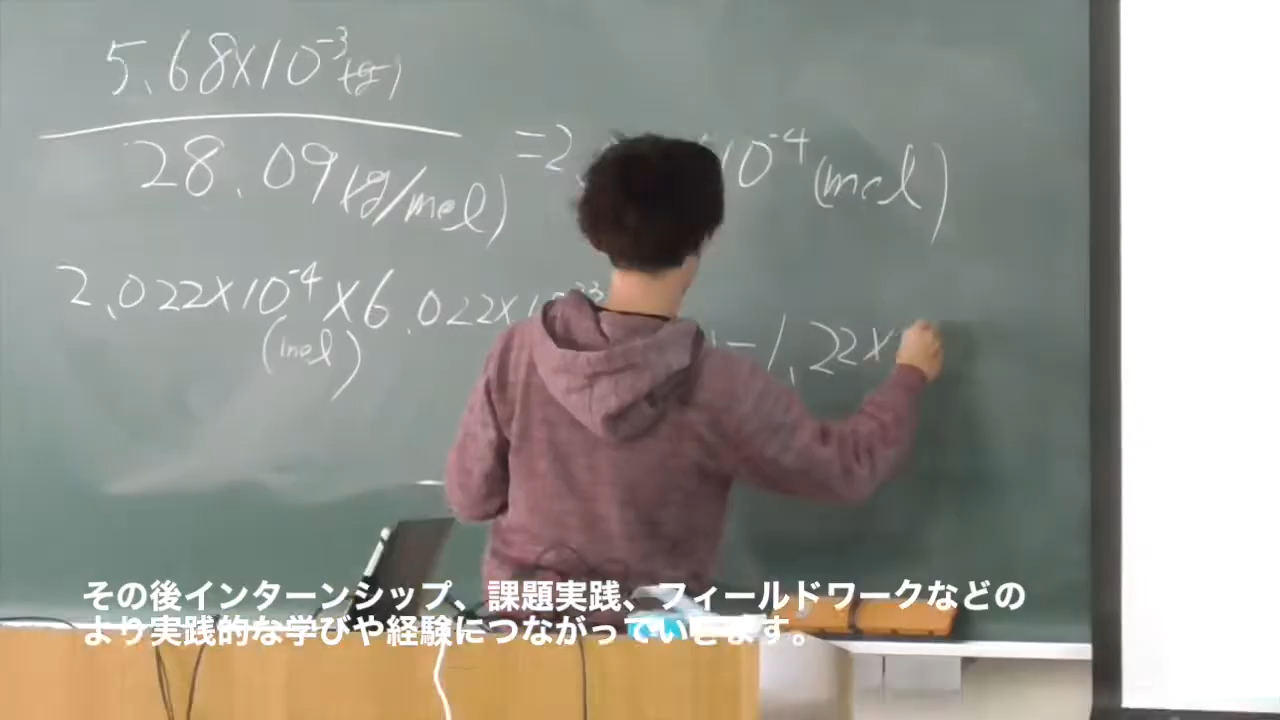 5.68×10⁻³(g)
28.09(g/mol)
=2. 10⁻⁴(mol)
2.022×10⁻⁴×6.022×1 =1.22×
(mol)
その後インターンシップ、課題実践、フィールドワークなどの
より実践的な学びや経験につながっていきます。